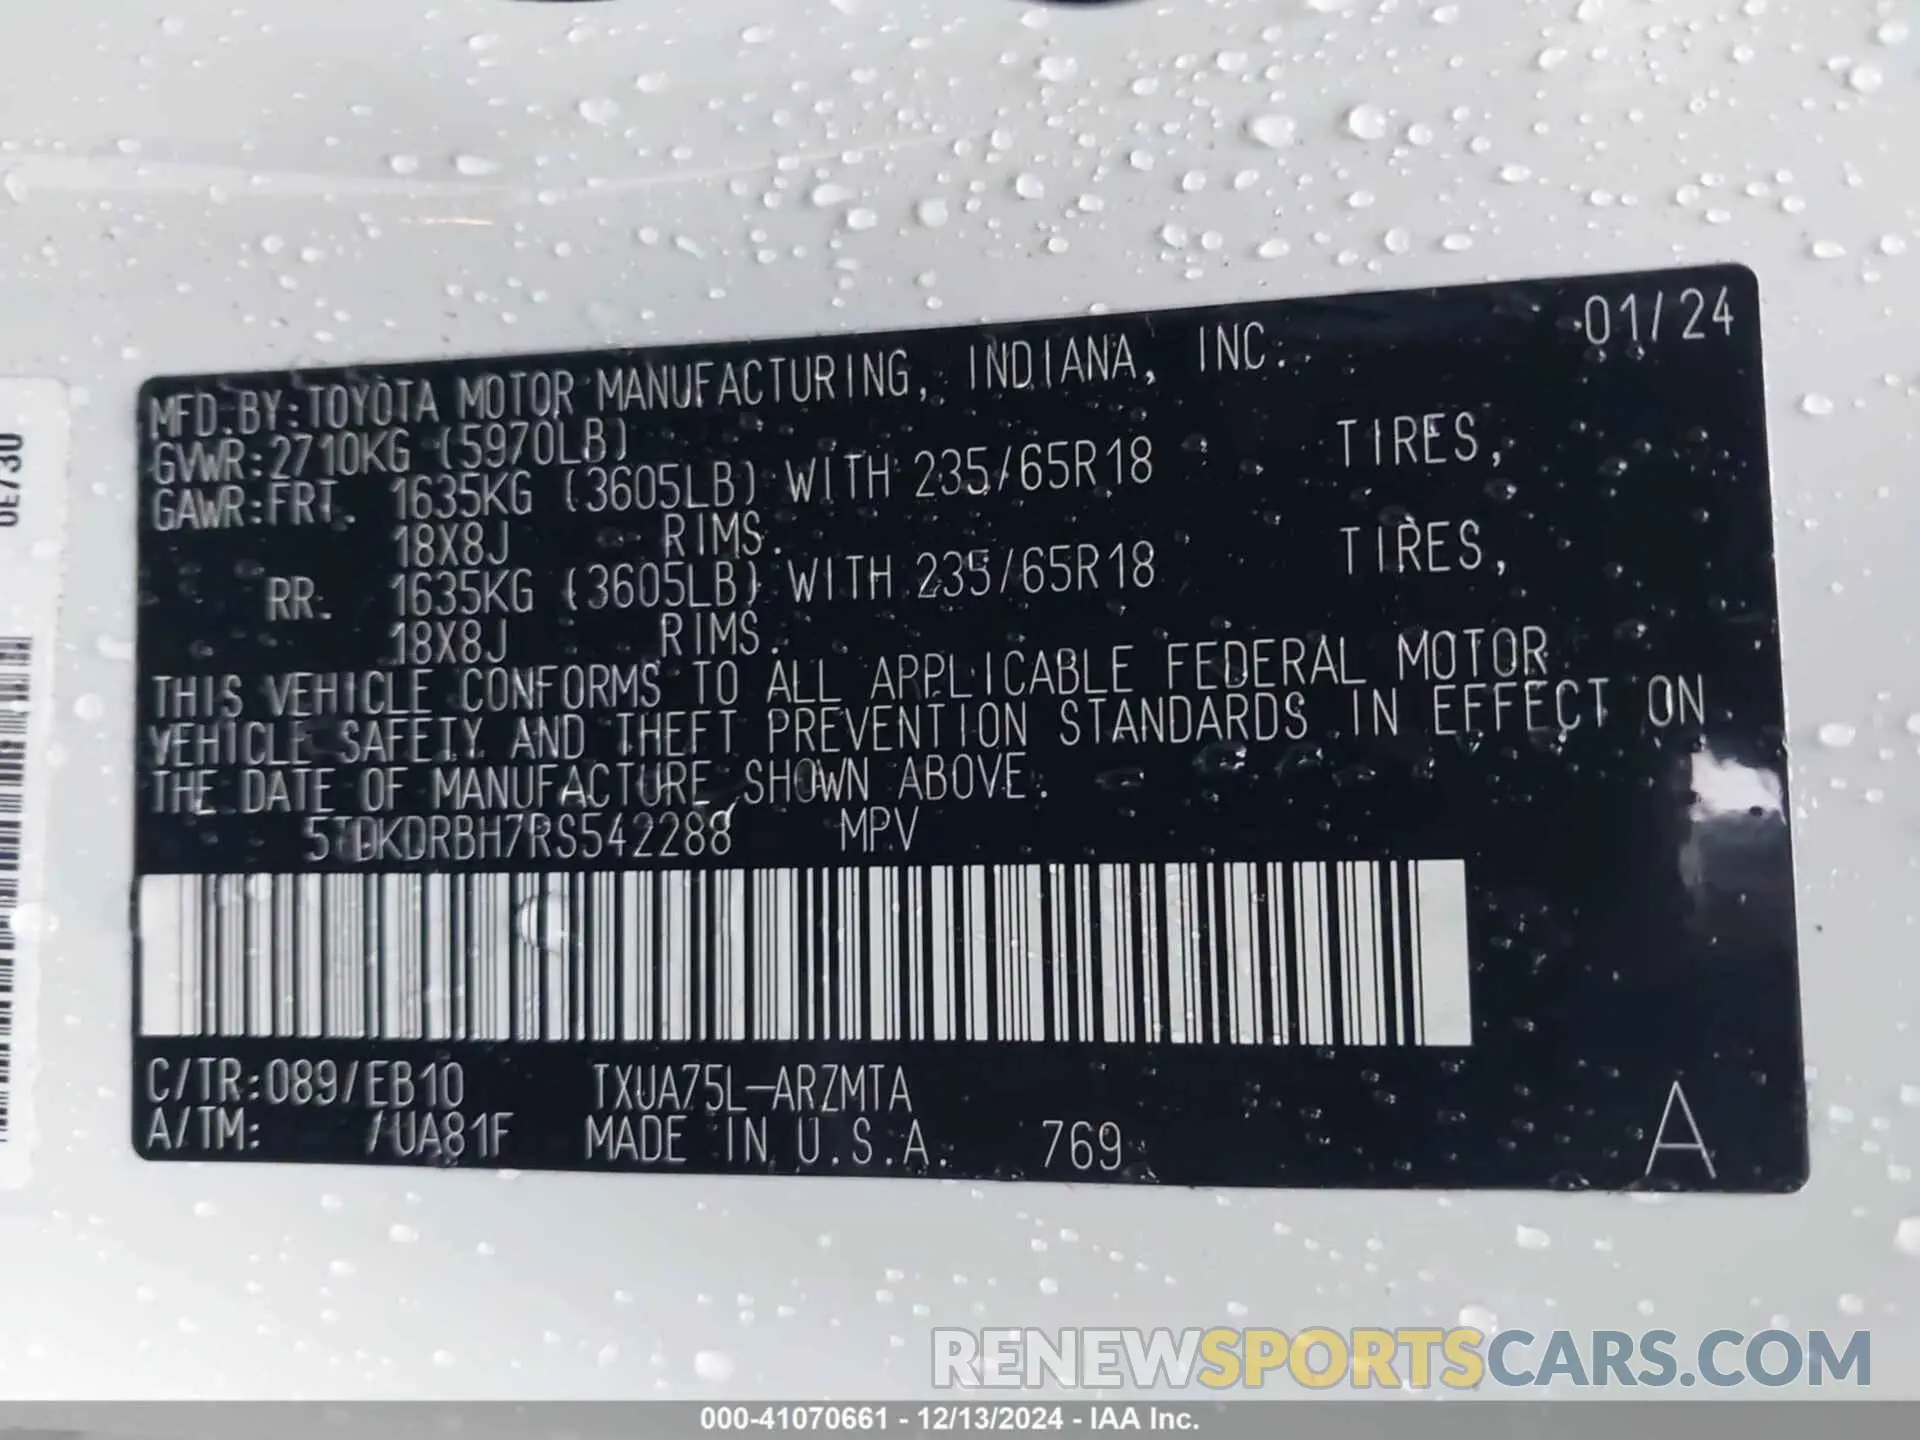 01/24
MFD.BY:TOYOTA MOTOR MANUFACTURING, INDIANA, INC.
GVWR:2710KG (5970LB)
GAWR:FRT. 1635KG (3605LB) WITH 235/65R18 TIRES,
18X8J RIMS.
RR. 1635KG (3605LB) WITH 235/65R18 TIRES,
18X8J RIMS.
THIS VEHICLE CONFORMS TO ALL APPLICABLE FEDERAL MOTOR
VEHICLE SAFETY AND THEFT PREVENTION STANDARDS IN EFFECT ON
THE DATE OF MANUFACTURE SHOWN ABOVE.
5TDKDRBH7RS542288 MPV
C/TR:089/EB10 TXUA75L-ARZMTA
A/TM: /UA81F MADE IN U.S.A. 769 A
RENEWSPORTSCARS.COM
000-41070661 - 12/13/2024 - IAA Inc.